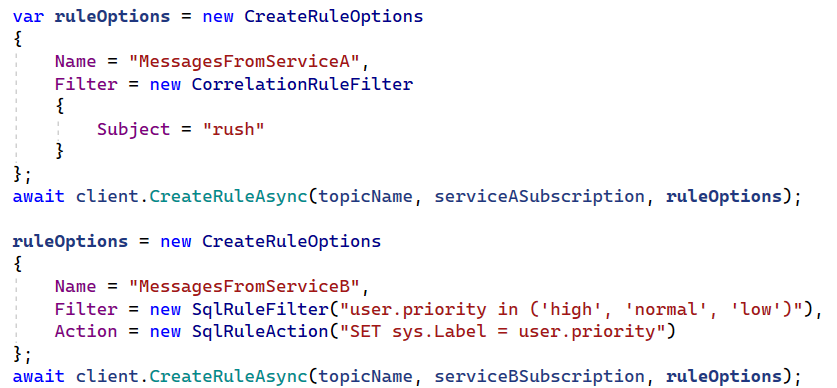 var ruleOptions = new CreateRuleOptions
{
    Name = "MessagesFromServiceA",
    Filter = new CorrelationRuleFilter
    {
        Subject = "rush"
    }
};
await client.CreateRuleAsync(topicName, serviceASubscription, ruleOptions);

ruleOptions = new CreateRuleOptions
{
    Name = "MessagesFromServiceB",
    Filter = new SqlRuleFilter("user.priority in ('high', 'normal', 'low')"),
    Action = new SqlRuleAction("SET sys.Label = user.priority")
};
await client.CreateRuleAsync(topicName, serviceBSubscription, ruleOptions);